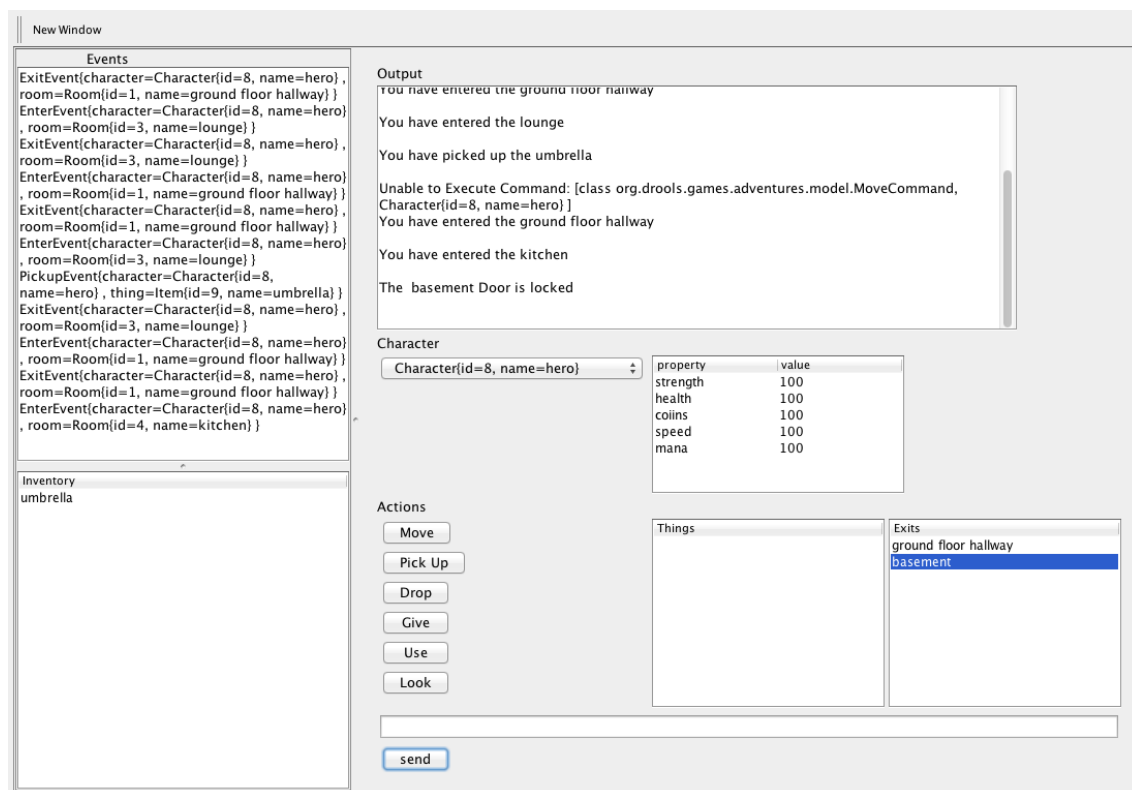 New Window
Events
ExitEvent{character=Character{id=8, name=hero} ,
room=Room{id=1, name=ground floor hallway} }
EnterEvent{character=Character{id=8, name=hero}
, room=Room{id=3, name=lounge} }
ExitEvent{character=Character{id=8, name=hero} ,
room=Room{id=3, name=lounge} }
EnterEvent{character=Character{id=8, name=hero}
, room=Room{id=1, name=ground floor hallway} }
ExitEvent{character=Character{id=8, name=hero} ,
room=Room{id=1, name=ground floor hallway} }
EnterEvent{character=Character{id=8, name=hero}
, room=Room{id=3, name=lounge} }
PickupEvent{character=Character{id=8,
name=hero} , thing=Item{id=9, name=umbrella} }
ExitEvent{character=Character{id=8, name=hero} ,
room=Room{id=3, name=lounge} }
EnterEvent{character=Character{id=8, name=hero}
, room=Room{id=1, name=ground floor hallway} }
ExitEvent{character=Character{id=8, name=hero} ,
room=Room{id=1, name=ground floor hallway} }
EnterEvent{character=Character{id=8, name=hero}
, room=Room{id=4, name=kitchen} }
Inventory
umbrella
Output
You have entered the ground floor hallway
You have entered the lounge
You have picked up the umbrella
Unable to Execute Command: [class org.drools.games.adventures.model.MoveCommand,
Character{id=8, name=hero} ]
You have entered the ground floor hallway
You have entered the kitchen
The  basement Door is locked
Character
Character{id=8, name=hero}
property value
strength 100
health 100
coiins 100
speed 100
mana 100
Actions
Move
Pick Up
Drop
Give
Use
Look
Things
Exits
ground floor hallway
basement
send